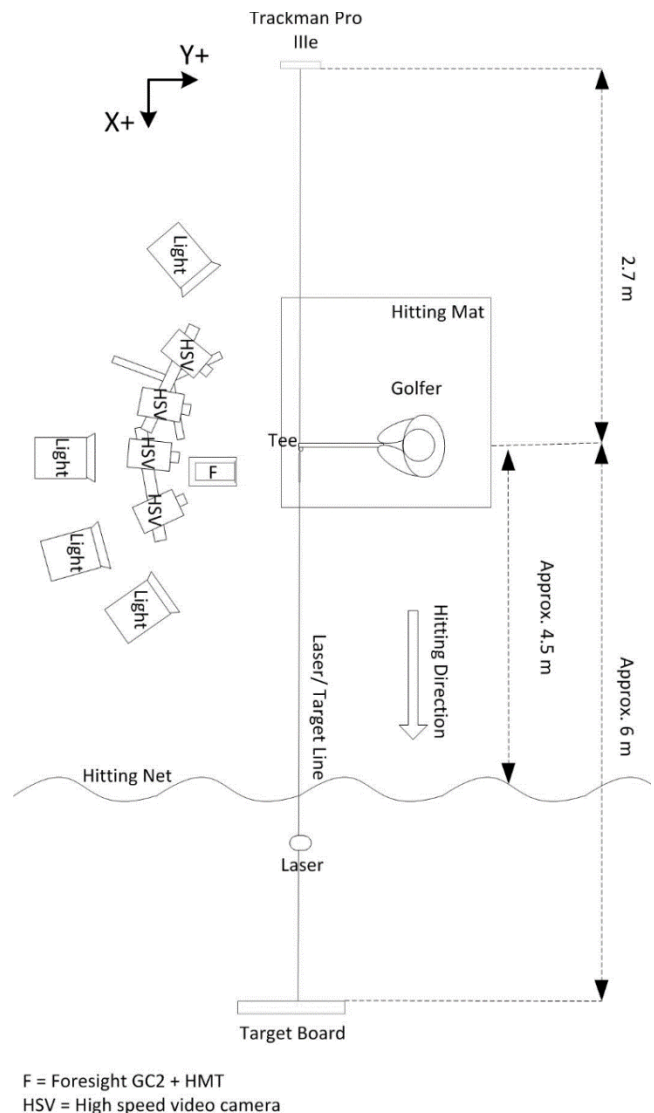 Trackman Pro
IIIe
Y+
X+
Light
2.7 m
Hitting Mat
HSV
Golfer
HSV
Tee
HSV
Light
F
HSV
Light
Light
Approx. 4.5 m
Hitting Direction
Approx. 6 m
Laser/ Target Line
Hitting Net
Laser
Target Board
F = Foresight GC2 + HMT
HSV = High speed video camera